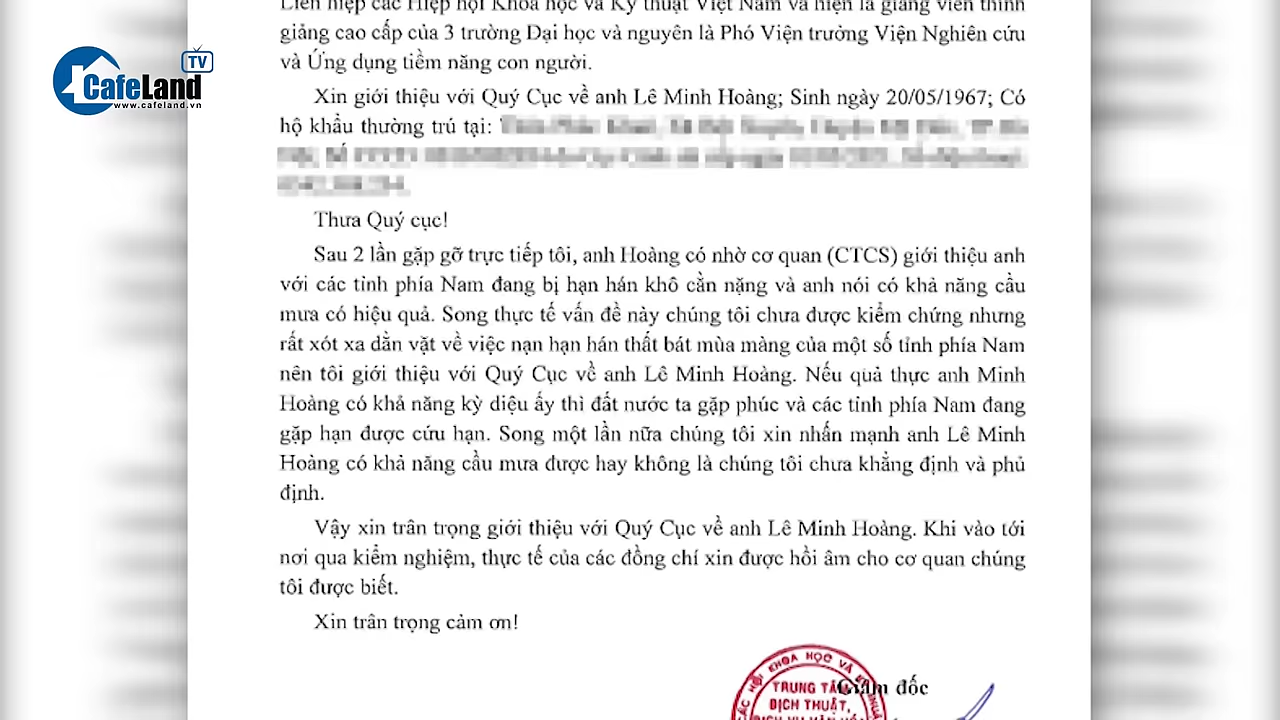 Liên hiệp các Hiệp hội Khoa học và Kỹ thuật Việt Nam và hiện là giảng viên thỉnh
giảng cao cấp của 3 trường Đại học và nguyên là Phó Viện trưởng Viện Nghiên cứu
và Ứng dụng tiềm năng con người.
TV
CafeLand
www.cafeland.vn
Xin giới thiệu với Quý Cục về anh Lê Minh Hoàng; Sinh ngày 20/05/1967; Có
hộ khẩu thường trú tại:
Thưa Quý cục!
Sau 2 lần gặp gỡ trực tiếp tôi, anh Hoàng có nhờ cơ quan (CTCS) giới thiệu anh
với các tỉnh phía Nam đang bị hạn hán khô cằn nặng và anh nói có khả năng cầu
mưa có hiệu quả. Song thực tế vấn đề này chúng tôi chưa được kiểm chứng nhưng
rất xót xa dằn vặt về việc nạn hạn hán thất bát mùa màng của một số tỉnh phía Nam
nên tôi giới thiệu với Quý Cục về anh Lê Minh Hoàng. Nếu quả thực anh Minh
Hoàng có khả năng kỳ diệu ấy thì đất nước ta gặp phúc và các tỉnh phía Nam đang
gặp hạn được cứu hạn. Song một lần nữa chúng tôi xin nhấn mạnh anh Lê Minh
Hoàng có khả năng cầu mưa được hay không là chúng tôi chưa khẳng định và phủ
định.
Vậy xin trân trọng giới thiệu với Quý Cục về anh Lê Minh Hoàng. Khi vào tới
nơi qua kiểm nghiệm, thực tế của các đồng chí xin được hồi âm cho cơ quan chúng
tôi được biết.
Xin trân trọng cảm ơn!
Giám đốc
CÁC HỘI KHOA HỌC VÀ
TRUNG TÂM
DỊCH THUẬT,